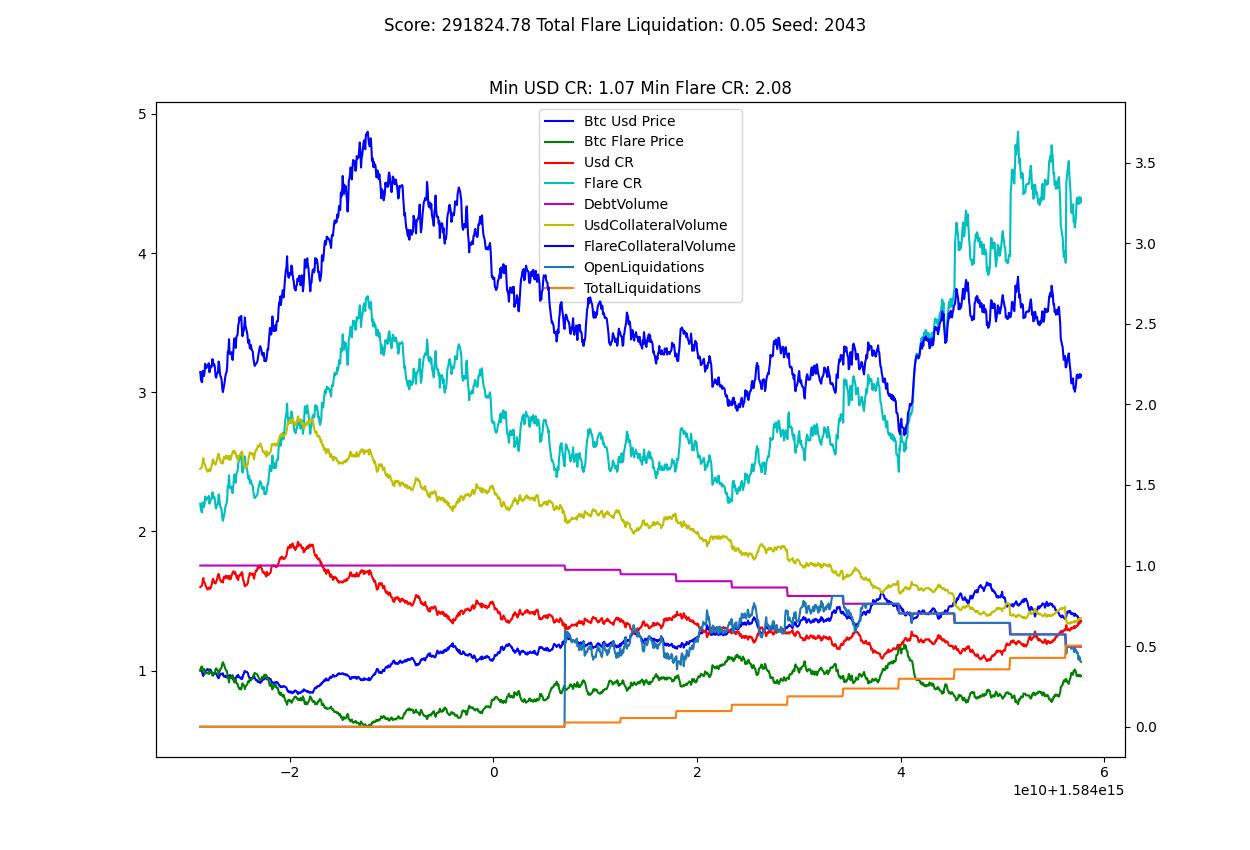 Score: 291824.78 Total Flare Liquidation: 0.05 Seed: 2043
Min USD CR: 1.07 Min Flare CR: 2.08
Btc Usd Price
Btc Flare Price
Usd CR
Flare CR
DebtVolume
UsdCollateralVolume
FlareCollateralVolume
OpenLiquidations
TotalLiquidations
5
4
3
2
1
3.5
3.0
2.5
2.0
1.5
1.0
0.5
0.0
−2 0 2 4 6
1e10+1.584e15